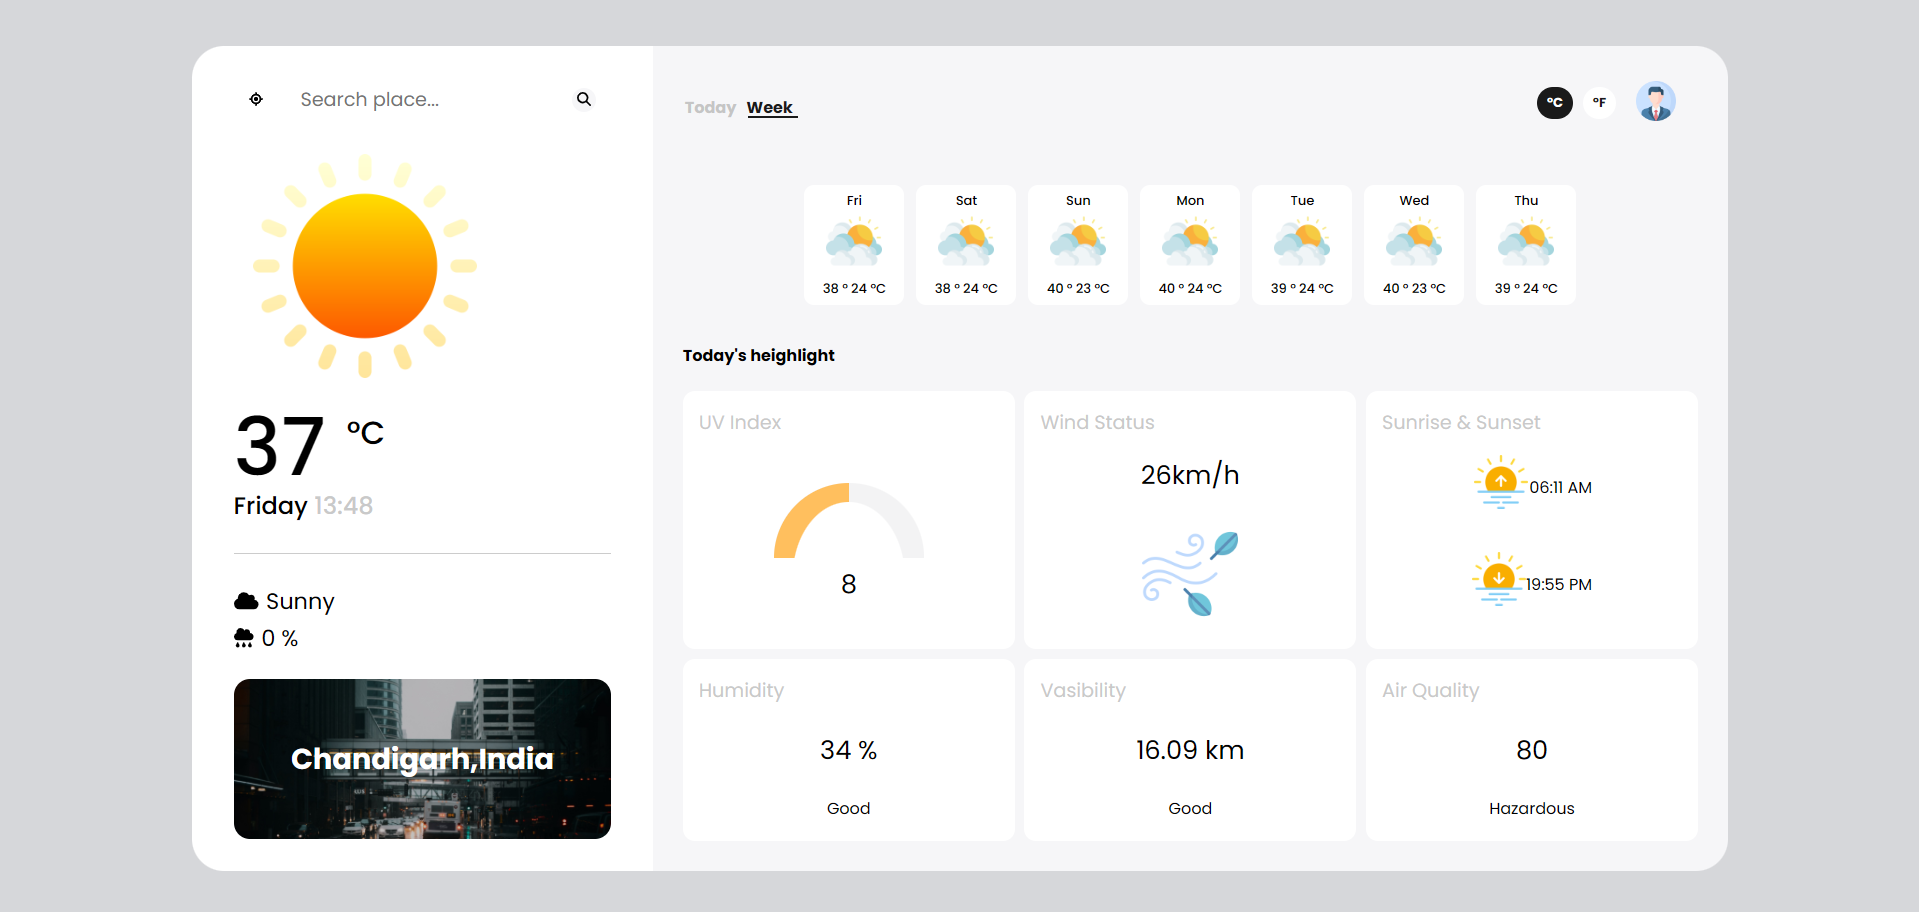 Search place...
37 °C
Friday 13:48
Sunny
0 %
Chandigarh,India
Today Week
°C °F
Fri Sat Sun Mon Tue Wed Thu
38 ° 24 °C 38 ° 24 °C 40 ° 23 °C 40 ° 24 °C 39 ° 24 °C 40 ° 23 °C 39 ° 24 °C
Today's heighlight
UV Index
8
Wind Status
26km/h
Sunrise & Sunset
06:11 AM
19:55 PM
Humidity
34 %
Good
Vasibility
16.09 km
Good
Air Quality
80
Hazardous